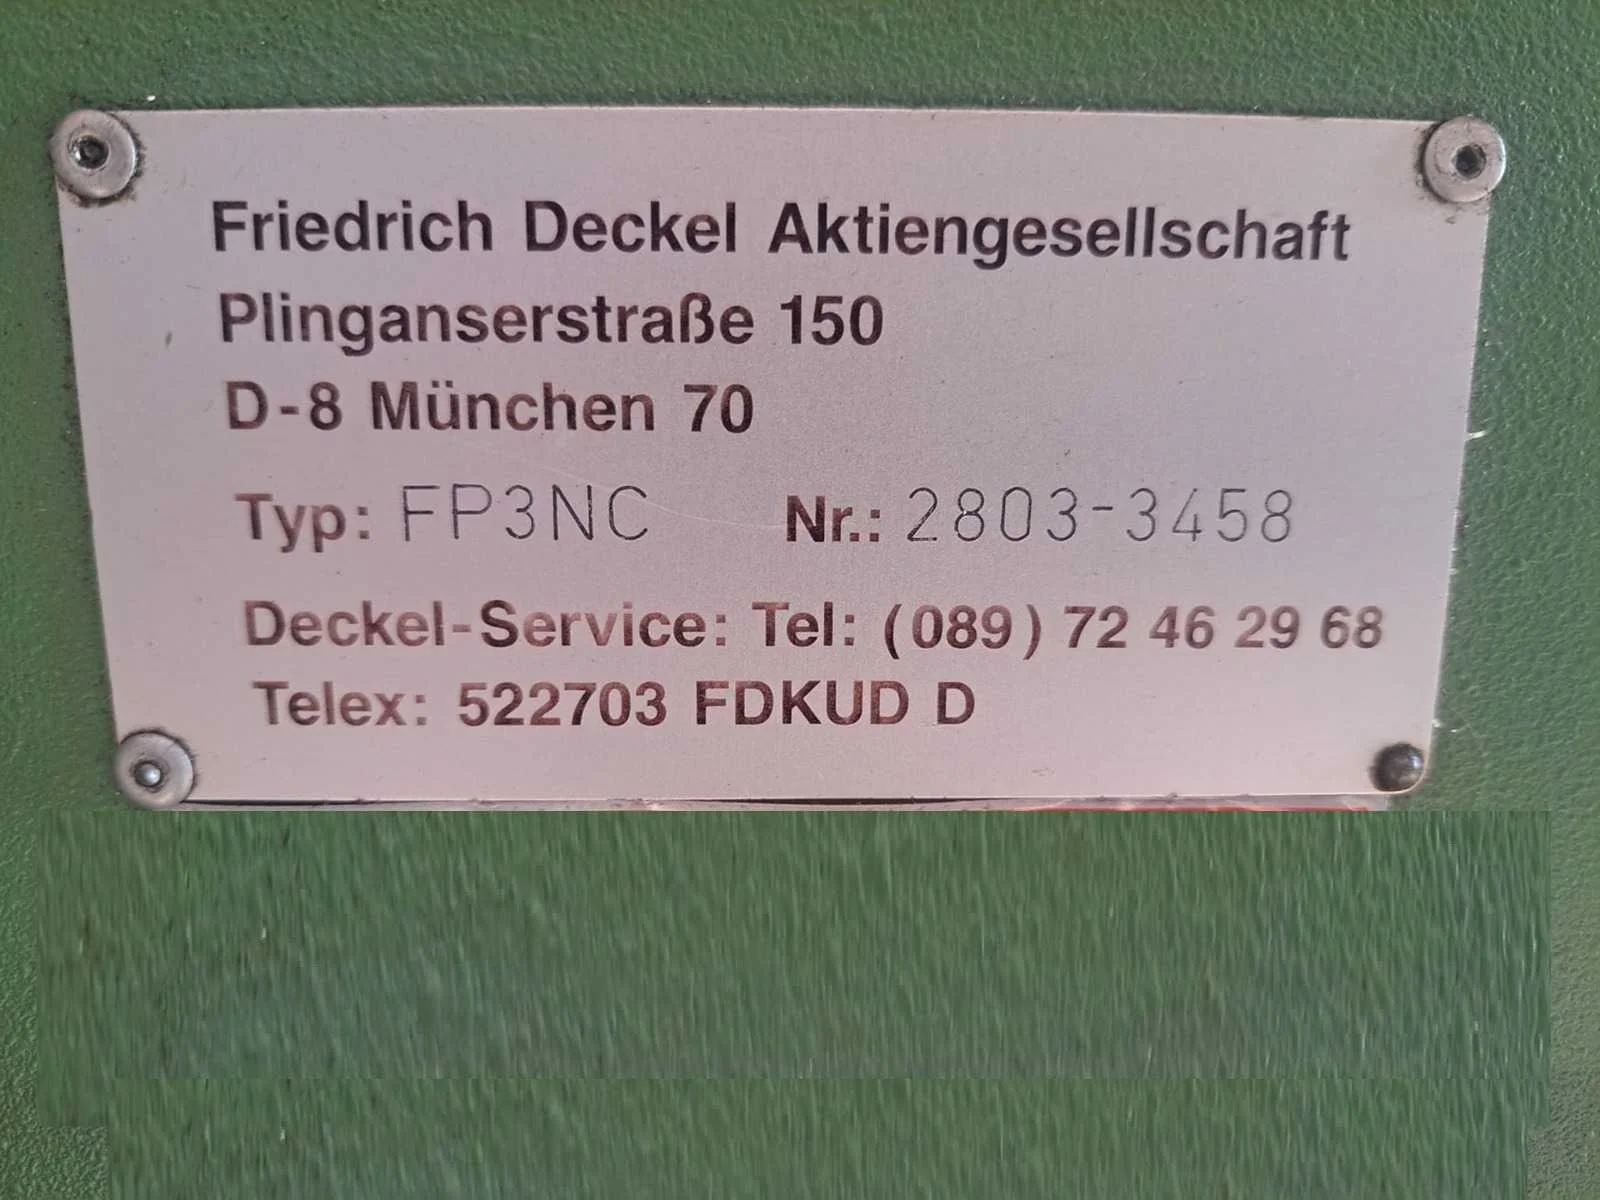 Friedrich Deckel Aktiengesellschaft
Plinganserstraße 150
D-8 München 70
Typ: FP3NC Nr.: 2803-3458
Deckel-Service: Tel: (089) 72 46 29 68
Telex: 522703 FDKUD D